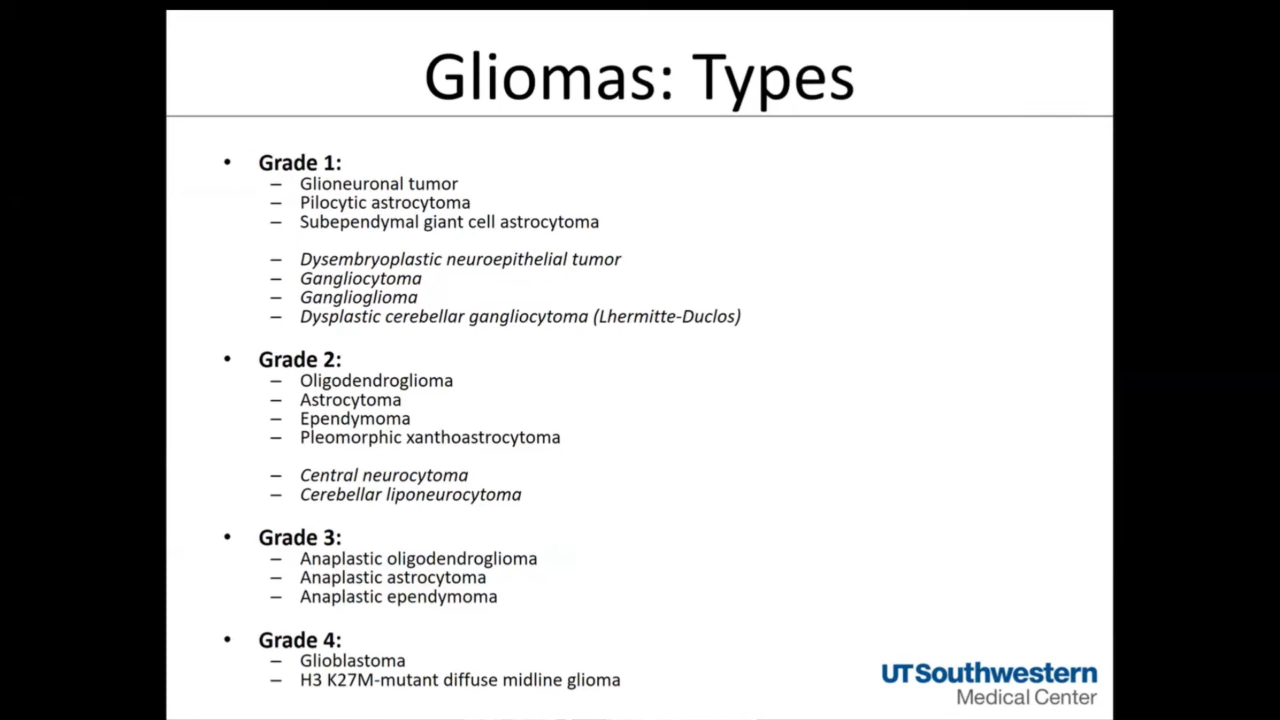 Gliomas: Types
• Grade 1:
– Glioneuronal tumor
– Pilocytic astrocytoma
– Subependymal giant cell astrocytoma
– Dysembryoplastic neuroepithelial tumor
– Gangliocytoma
– Ganglioglioma
– Dysplastic cerebellar gangliocytoma (Lhermitte-Duclos)
• Grade 2:
– Oligodendroglioma
– Astrocytoma
– Ependymoma
– Pleomorphic xanthoastrocytoma
– Central neurocytoma
– Cerebellar liponeurocytoma
• Grade 3:
– Anaplastic oligodendroglioma
– Anaplastic astrocytoma
– Anaplastic ependymoma
• Grade 4:
– Glioblastoma
– H3 K27M-mutant diffuse midline glioma
UTSouthwestern
Medical Center